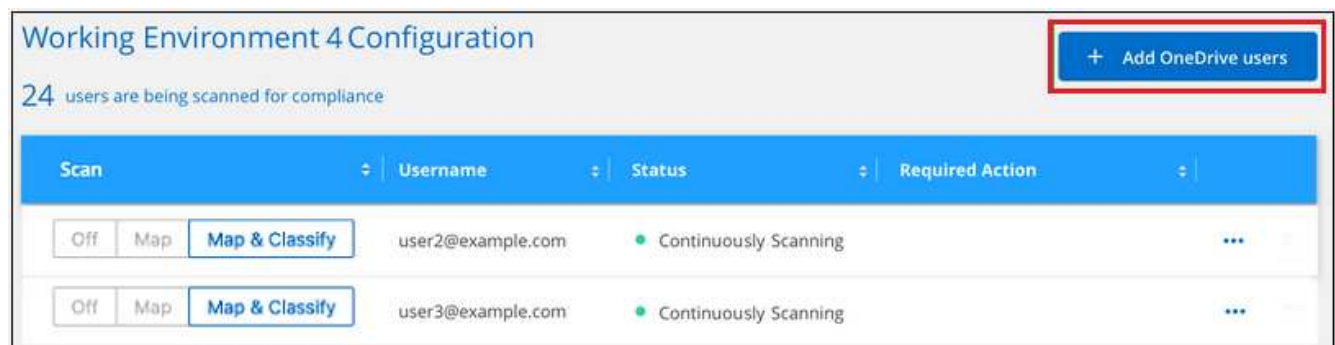 Working Environment 4 Configuration
+ Add OneDrive users
24 users are being scanned for compliance
Scan Username Status Required Action
Off Map Map & Classify user2@example.com Continuously Scanning ...
Off Map Map & Classify user3@example.com Continuously Scanning ...